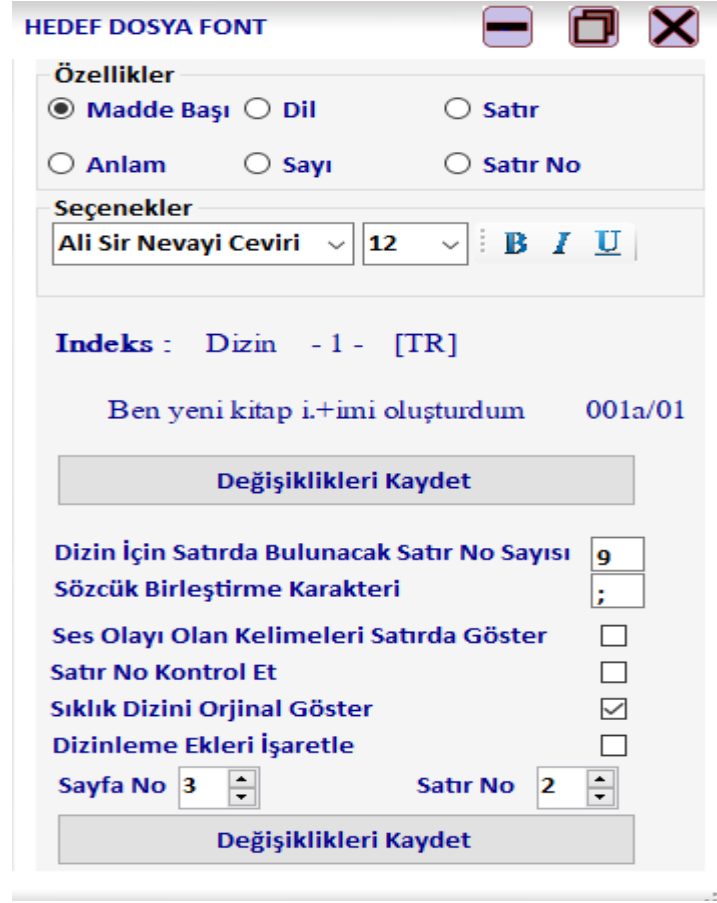 HEDEF DOSYA FONT
Özellikler
Madde Başı Dil Satır
Anlam Sayı Satır No
Seçenekler
Ali Sir Nevayi Ceviri 12 B I U
Indeks : Dizin - 1 - [TR]
Ben yeni kitap i.+imi oluşturdum 001a/01
Değişiklikleri Kaydet
Dizin İçin Satırda Bulunacak Satır No Sayısı 9
Sözcük Birleştirme Karakteri ;
Ses Olayı Olan Kelimeleri Satırda Göster
Satır No Kontrol Et
Sıklık Dizini Orjinal Göster
Dizinleme Ekleri İşaretle
Sayfa No 3 Satır No 2
Değişiklikleri Kaydet